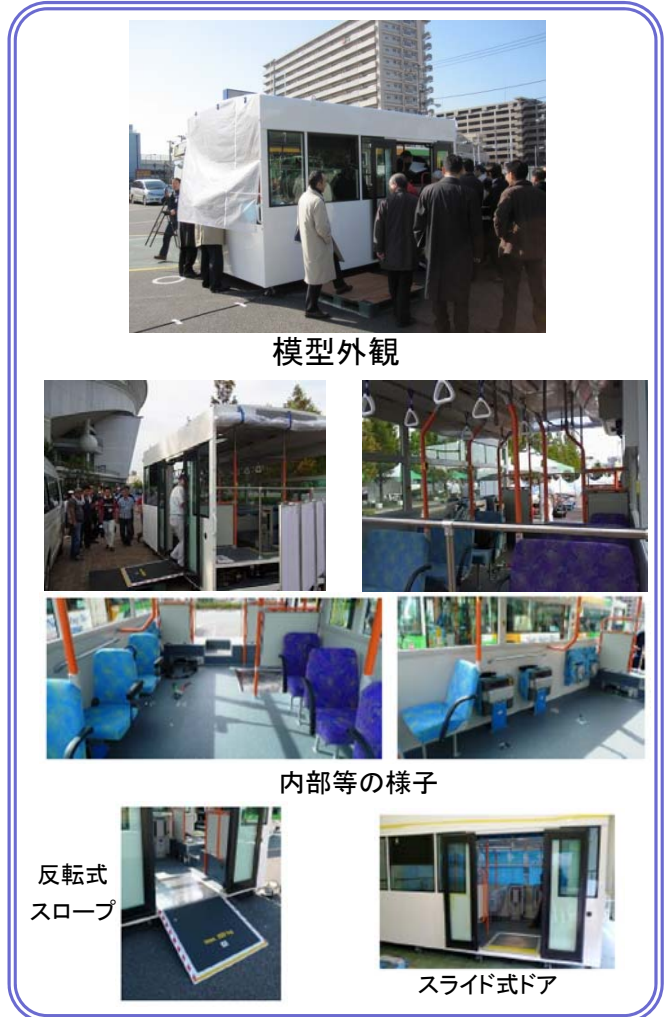 模型外観
内部等の様子
反転式
スロープ
スライド式ドア